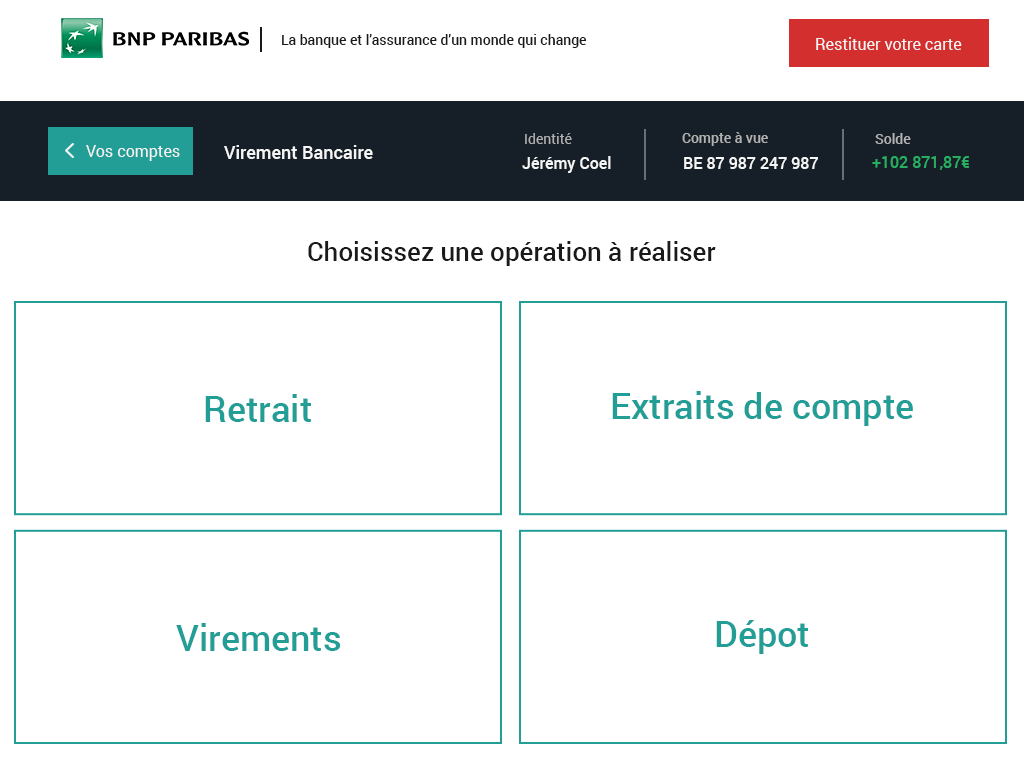 BNP PARIBAS
La banque et l'assurance d'un monde qui change
Restituer votre carte
Vos comptes
Virement Bancaire
Identité
Jérémy Coel
Compte à vue
BE 87 987 247 987
Solde
+102 871,87€
Choisissez une opération à réaliser
Retrait
Extraits de compte
Virements
Dépot